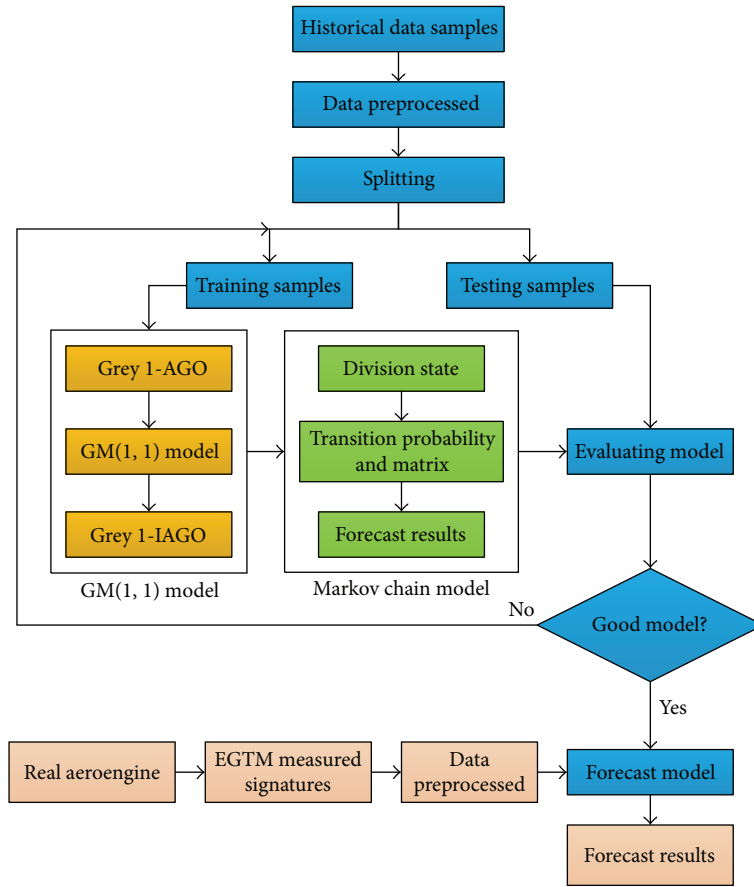 Historical data samples
Data preprocessed
Splitting
Training samples
Testing samples
Grey 1-AGO
GM(1, 1) model
Grey 1-IAGO
GM(1, 1) model
Division state
Transition probability
and matrix
Forecast results
Markov chain model
Evaluating model
Good model?
No
Yes
Real aeroengine
EGTM measured
signatures
Data
preprocessed
Forecast model
Forecast results